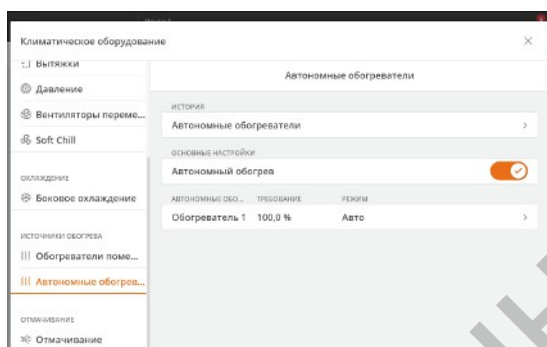 Климатическое оборудование
Вытяжки
Давление
Вентиляторы переме...
Soft Chill
ОХЛАЖДЕНИЕ
Боковое охлаждение
ИСТОЧНИКИ ОБОГРЕВА
Обогреватели поме...
Автономные обогрев...
ОТМАЧИВАНИЕ
Отмачивание
Автономные обогреватели
ИСТОРИЯ
Автономные обогреватели
ОСНОВНЫЕ НАСТРОЙКИ
Автономный обогрев
АВТОНОМНЫЕ ОБО... ТРЕБОВАНИЕ РЕЖИМ
Обогреватель 1 100,0 % Авто